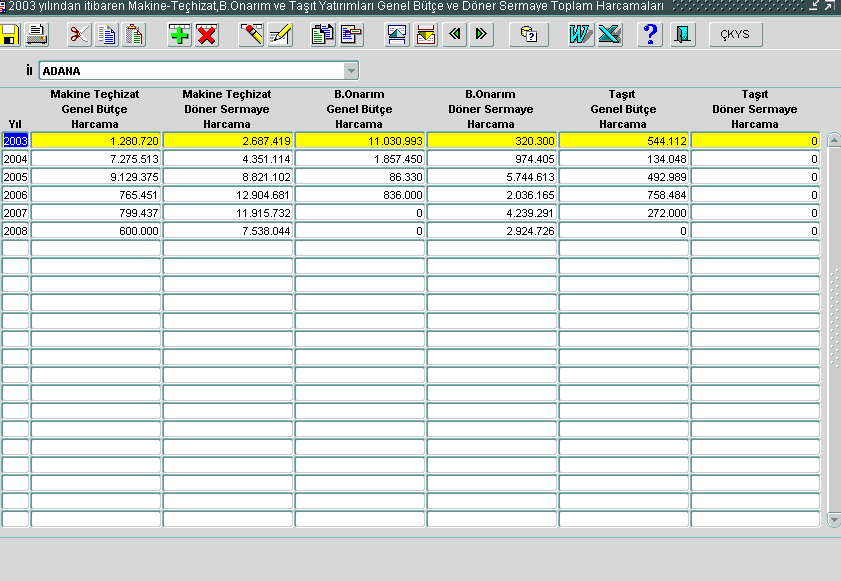 2003 yılından itibaren Makine-Teçhizat,B.Onarım ve Taşıt Yatırımları Genel Bütçe ve Döner Sermaye Toplam Harcamaları
ÇKYS
İl ADANA
Yıl Makine Teçhizat Genel Bütçe Harcama Makine Teçhizat Döner Sermaye Harcama B.Onarım Genel Bütçe Harcama B.Onarım Döner Sermaye Harcama Taşıt Genel Bütçe Harcama Taşıt Döner Sermaye Harcama
2003 1.280.720 2.687.419 11.030.993 320.300 544.112 0
2004 7.275.513 4.351.114 1.857.450 974.405 134.048 0
2005 9.129.375 8.821.102 86.330 5.744.613 492.989 0
2006 765.451 12.904.681 836.000 2.036.165 758.484 0
2007 799.437 11.915.732 0 4.239.291 272.000 0
2008 600.000 7.538.044 0 2.924.726 0 0